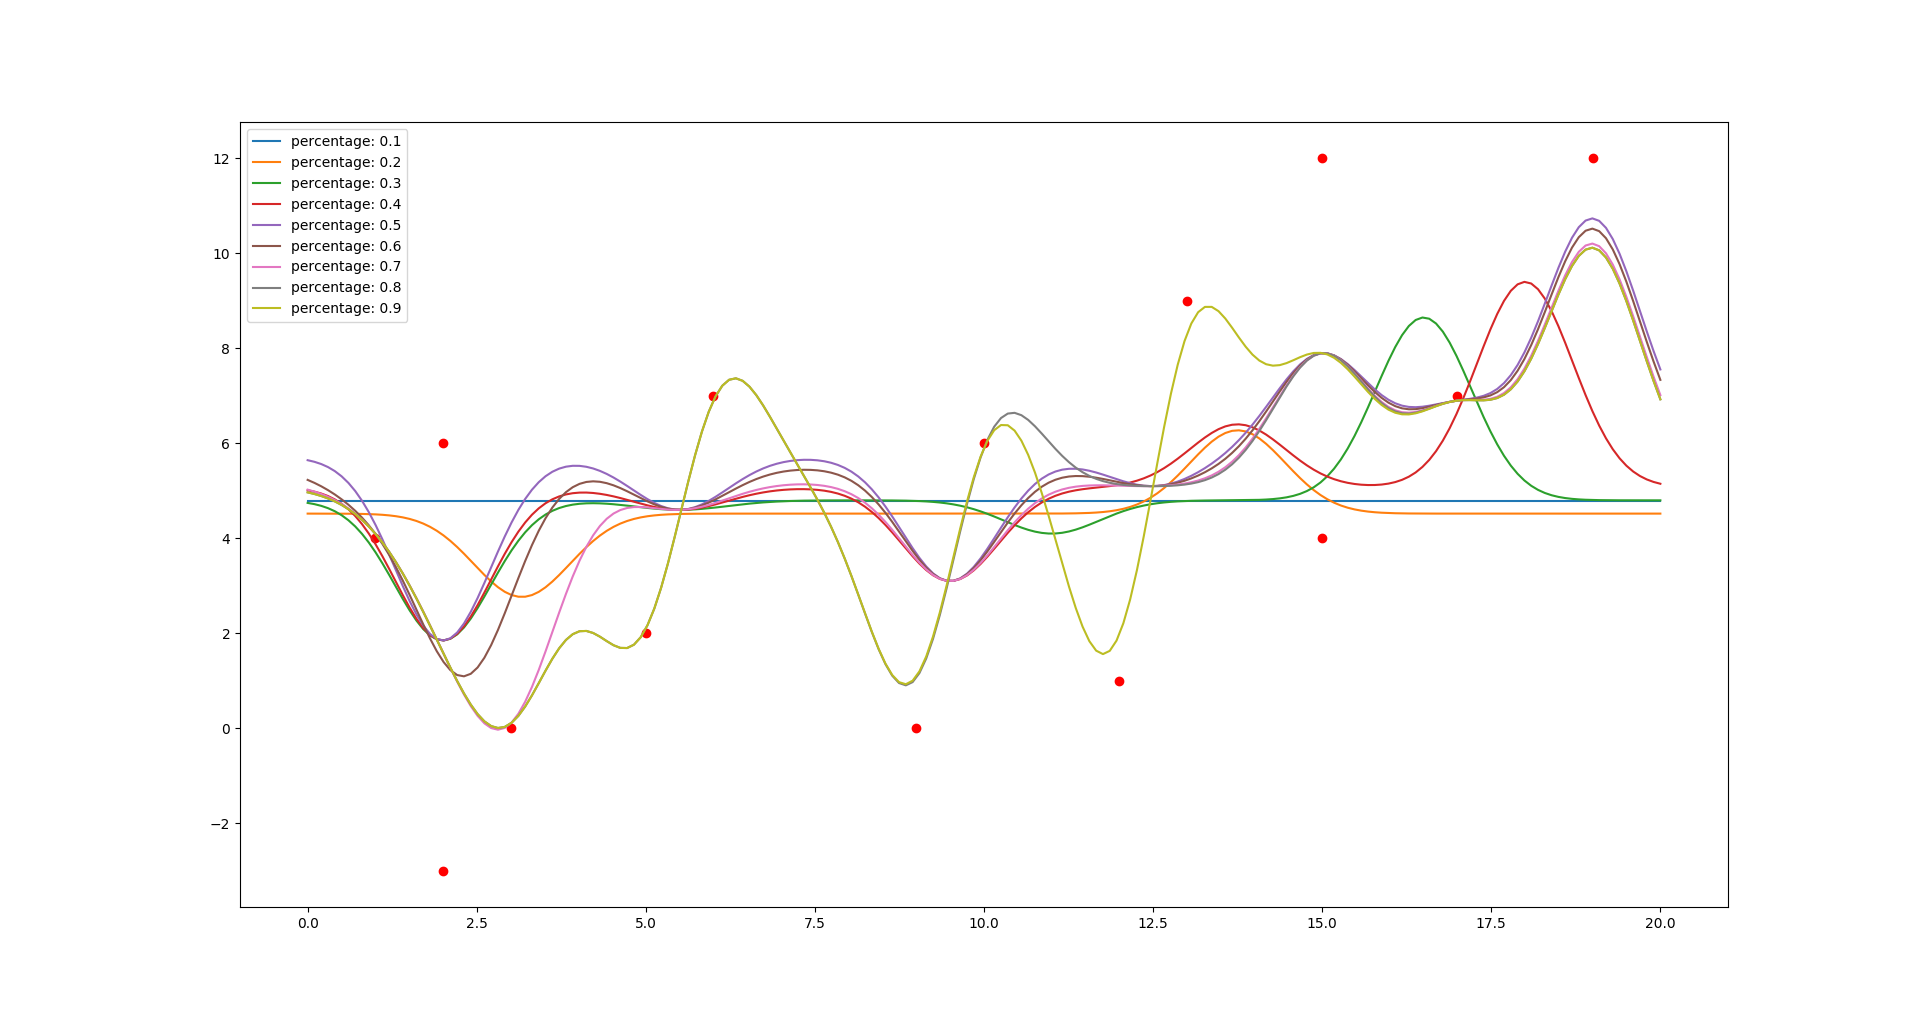 percentage: 0.1
percentage: 0.2
percentage: 0.3
percentage: 0.4
percentage: 0.5
percentage: 0.6
percentage: 0.7
percentage: 0.8
percentage: 0.9
12
10
8
6
4
2
0
−2
0.0 2.5 5.0 7.5 10.0 12.5 15.0 17.5 20.0